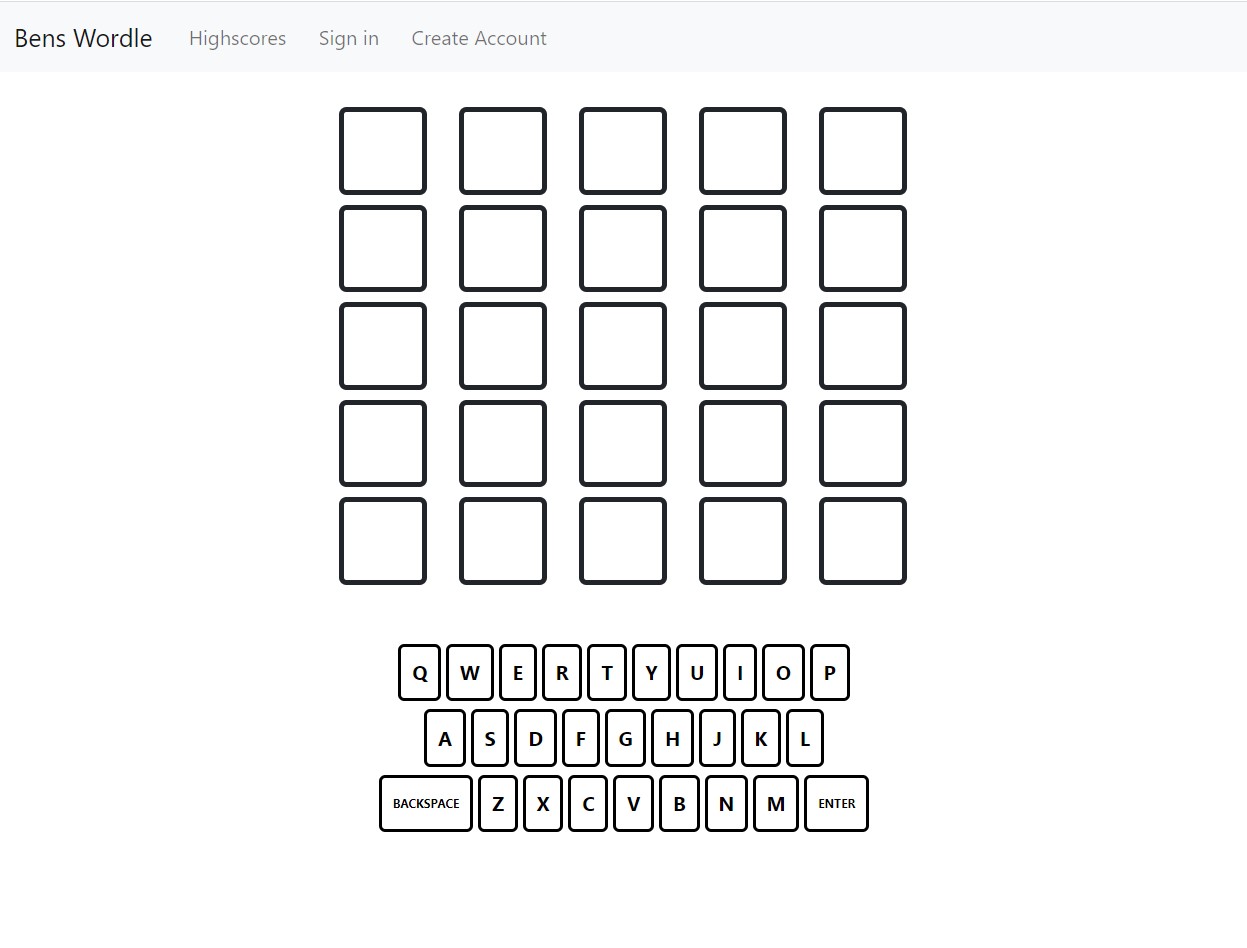 Bens Wordle Highscores Sign in Create Account
Q W E R T Y U I O P
A S D F G H J K L
BACKSPACE Z X C V B N M ENTER